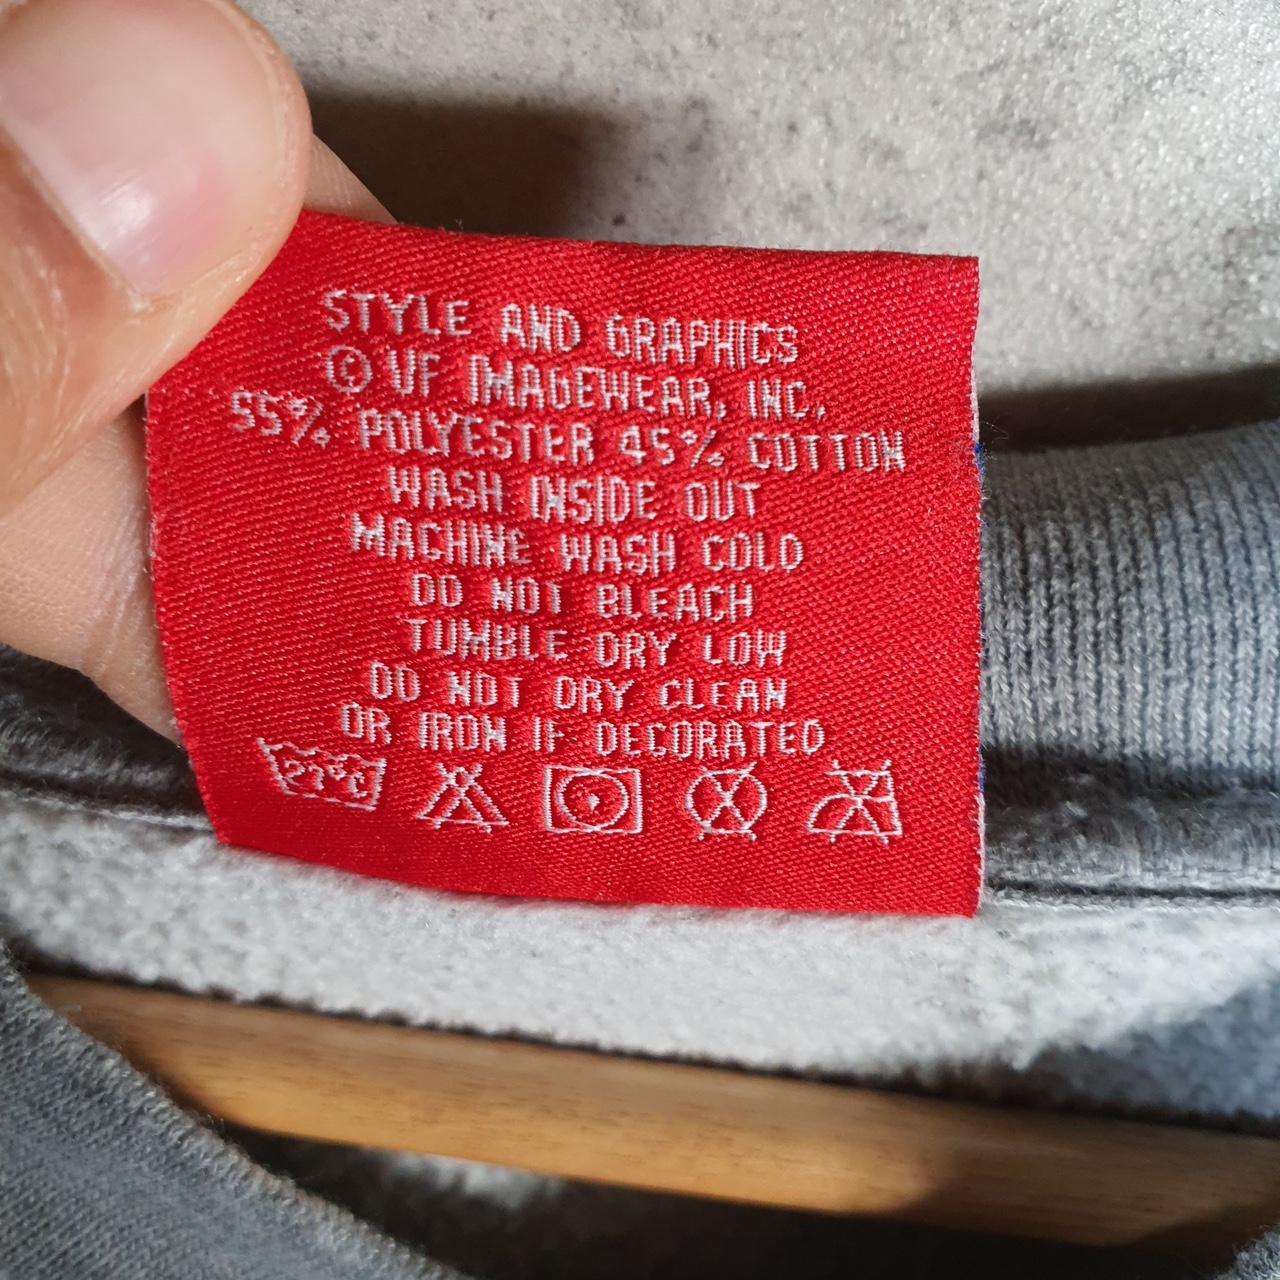 STYLE AND GRAPHICS
© VF IMAGEWEAR, INC.
55% POLYESTER 45% COTTON
WASH INSIDE OUT
MACHINE WASH COLD
DO NOT BLEACH
TUMBLE DRY LOW
DO NOT DRY CLEAN
OR IRON IF DECORATED
27°C